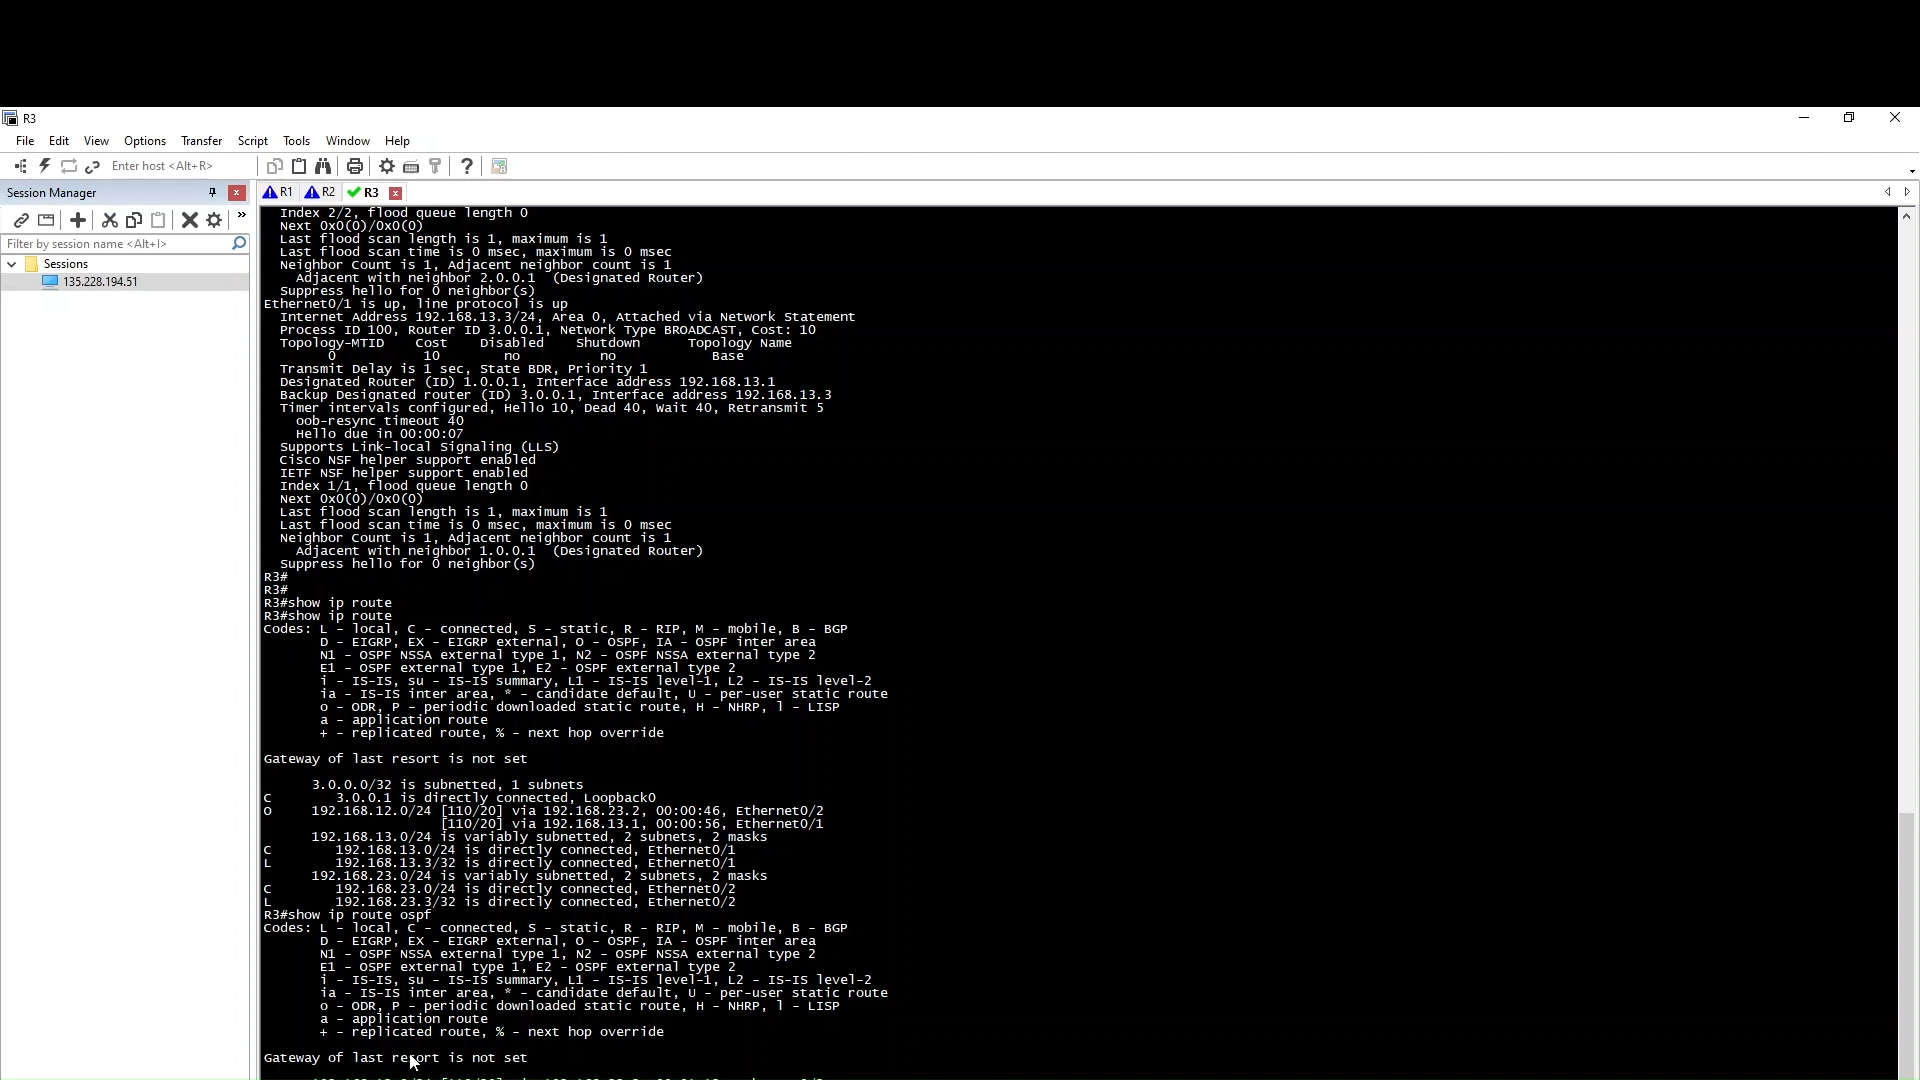 R3
File Edit View Options Transfer Script Tools Window Help
Enter host <Alt+R>
Session Manager
R1 R2 R3
Filter by session name <Alt+I>
Sessions
135.228.194.51
Index 2/2, flood queue length 0
Next 0x0(0)/0x0(0)
Last flood scan length is 1, maximum is 1
Last flood scan time is 0 msec, maximum is 0 msec
Neighbor Count is 1, Adjacent neighbor count is 1
Adjacent with neighbor 2.0.0.1 (Designated Router)
Suppress hello for 0 neighbor(s)
Ethernet0/1 is up, line protocol is up
Internet Address 192.168.13.3/24, Area 0, Attached via Network Statement
Process ID 100, Router ID 3.0.0.1, Network Type BROADCAST, Cost: 10
Topology-MTID Cost Disabled Shutdown Topology Name
0 10 no no Base
Transmit Delay is 1 sec, State BDR, Priority 1
Designated Router (ID) 1.0.0.1, Interface address 192.168.13.1
Backup Designated router (ID) 3.0.0.1, Interface address 192.168.13.3
Timer intervals configured, Hello 10, Dead 40, Wait 40, Retransmit 5
oob-resync timeout 40
Hello due in 00:00:07
Supports Link-local Signaling (LLS)
Cisco NSF helper support enabled
IETF NSF helper support enabled
Index 1/1, flood queue length 0
Next 0x0(0)/0x0(0)
Last flood scan length is 1, maximum is 1
Last flood scan time is 0 msec, maximum is 0 msec
Neighbor Count is 1, Adjacent neighbor count is 1
Adjacent with neighbor 1.0.0.1 (Designated Router)
Suppress hello for 0 neighbor(s)
R3#
R3#
R3#show ip route
R3#show ip route
Codes: L - local, C - connected, S - static, R - RIP, M - mobile, B - BGP
D - EIGRP, EX - EIGRP external, O - OSPF, IA - OSPF inter area
N1 - OSPF NSSA external type 1, N2 - OSPF NSSA external type 2
E1 - OSPF external type 1, E2 - OSPF external type 2
i - IS-IS, su - IS-IS summary, L1 - IS-IS level-1, L2 - IS-IS level-2
ia - IS-IS inter area, * - candidate default, U - per-user static route
o - ODR, P - periodic downloaded static route, H - NHRP, l - LISP
a - application route
+ - replicated route, % - next hop override
Gateway of last resort is not set
3.0.0.0/32 is subnetted, 1 subnets
C 3.0.0.1 is directly connected, Loopback0
O 192.168.12.0/24 [110/20] via 192.168.23.2, 00:00:46, Ethernet0/2
[110/20] via 192.168.13.1, 00:00:56, Ethernet0/1
192.168.13.0/24 is variably subnetted, 2 subnets, 2 masks
C 192.168.13.0/24 is directly connected, Ethernet0/1
L 192.168.13.3/32 is directly connected, Ethernet0/1
192.168.23.0/24 is variably subnetted, 2 subnets, 2 masks
C 192.168.23.0/24 is directly connected, Ethernet0/2
L 192.168.23.3/32 is directly connected, Ethernet0/2
R3#show ip route ospf
Codes: L - local, C - connected, S - static, R - RIP, M - mobile, B - BGP
D - EIGRP, EX - EIGRP external, O - OSPF, IA - OSPF inter area
N1 - OSPF NSSA external type 1, N2 - OSPF NSSA external type 2
E1 - OSPF external type 1, E2 - OSPF external type 2
i - IS-IS, su - IS-IS summary, L1 - IS-IS level-1, L2 - IS-IS level-2
ia - IS-IS inter area, * - candidate default, U - per-user static route
o - ODR, P - periodic downloaded static route, H - NHRP, l - LISP
a - application route
+ - replicated route, % - next hop override
Gateway of last resort is not set